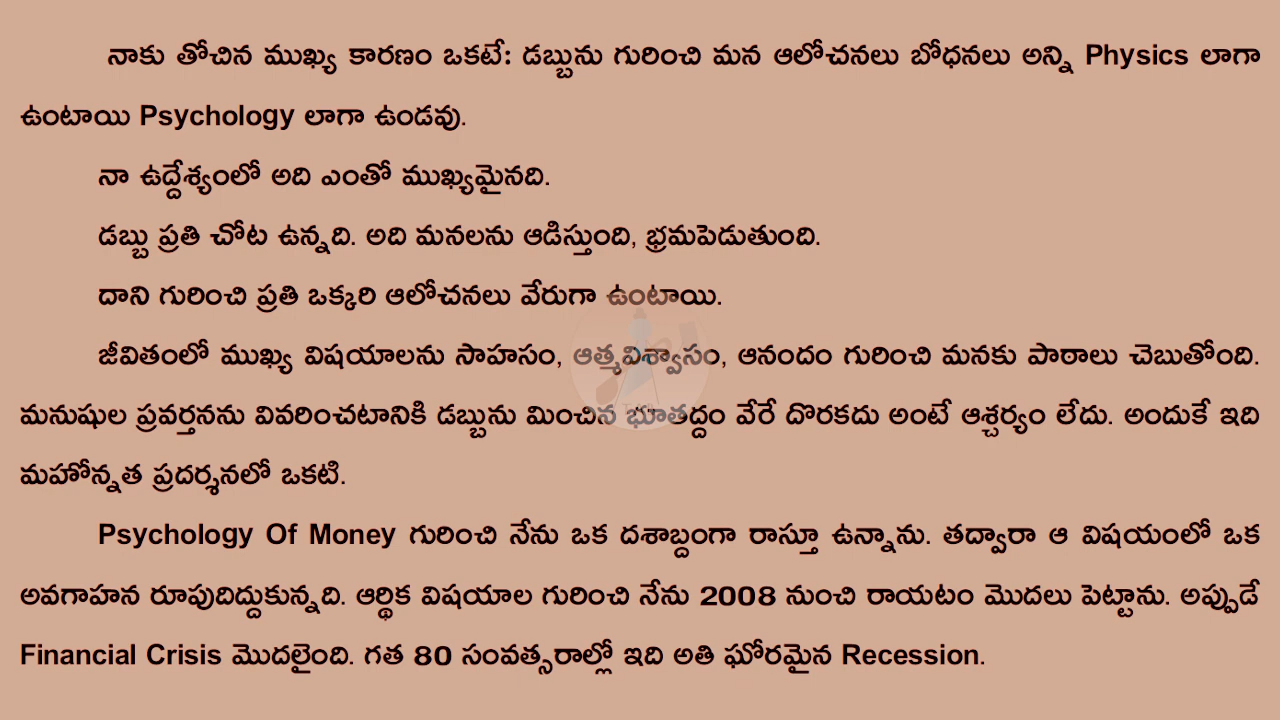 నాకు తోచిన ముఖ్య కారణం ఒకటే: డబ్బును గురించి మన ఆలోచనలు బోధనలు అన్ని Physics లాగా
ఉంటాయి Psychology లాగా ఉండవు.
నా ఉద్దేశ్యంలో అది ఎంతో ముఖ్యమైనది.
డబ్బు ప్రతి చోట ఉన్నది. అది మనలను ఆడిస్తుంది, భ్రమపెడుతుంది.
దాని గురించి ప్రతి ఒక్కరి ఆలోచనలు వేరుగా ఉంటాయి.
జీవితంలో ముఖ్య విషయాలను సాహసం, ఆత్మవిశ్వాసం, ఆనందం గురించి మనకు పాఠాలు చెబుతోంది.
మనుషుల ప్రవర్తనను వివరించటానికి డబ్బును మించిన భూతద్దం వేరే దొరకదు అంటే ఆశ్చర్యం లేదు. అందుకే ఇది
మహోన్నత ప్రదర్శనలో ఒకటి.
Psychology Of Money గురించి నేను ఒక దశాబ్దంగా రాస్తూ ఉన్నాను. తద్వారా ఆ విషయంలో ఒక
అవగాహన రూపుదిద్దుకున్నది. ఆర్థిక విషయాల గురించి నేను 2008 నుంచి రాయటం మొదలు పెట్టాను. అప్పుడే
Financial Crisis మొదలైంది. గత 80 సంవత్సరాల్లో ఇది అతి ఘోరమైన Recession.